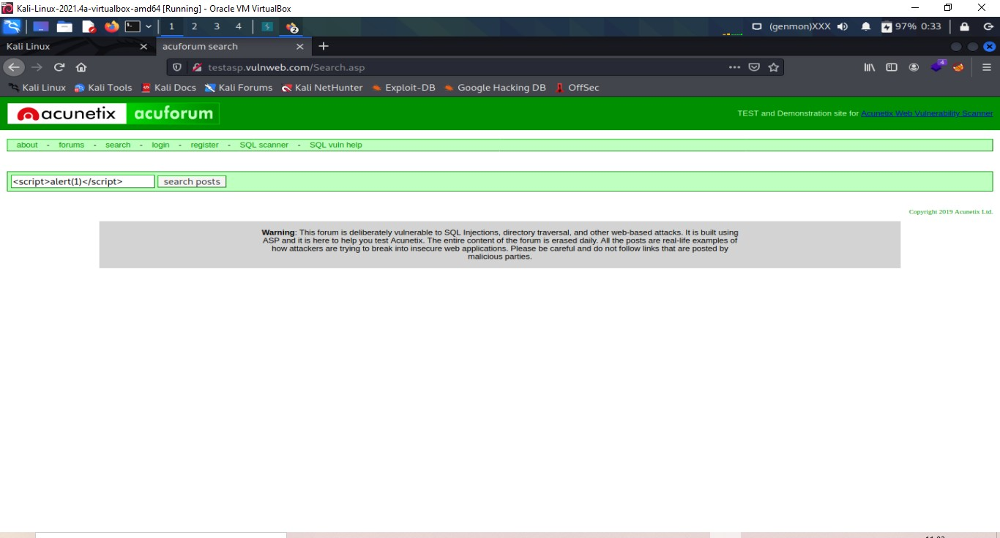 Kali-Linux-2021.4a-virtualbox-amd64 [Running] - Oracle VM VirtualBox
1 2 3 4 (genmon)XXX 97% 0:33
Kali Linux acuforum search
testasp.vulnweb.com/Search.asp 4
Kali Linux Kali Tools Kali Docs Kali Forums Kali NetHunter Exploit-DB Google Hacking DB OffSec
acunetix acuforum TEST and Demonstration site for Acunetix Web Vulnerability Scanner
about - forums - search - login - register - SQL scanner - SQL vuln help
<script>alert(1)</script> search posts
Copyright 2019 Acunetix Ltd.
Warning: This forum is deliberately vulnerable to SQL Injections, directory traversal, and other web-based attacks. It is built using
ASP and it is here to help you test Acunetix. The entire content of the forum is erased daily. All the posts are real-life examples of
how attackers are trying to break into insecure web applications. Please be careful and do not follow links that are posted by
malicious parties.